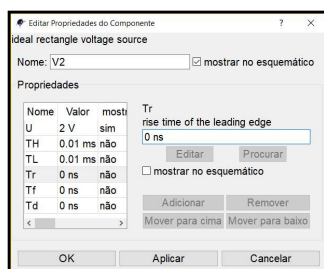 Editar Propriedades do Componente ? ×
ideal rectangle voltage source
Nome: V2 mostrar no esquemático
Propriedades
Nome Valor mostr
U 2 V sim
TH 0.01 ms não
TL 0.01 ms não
Tr 0 ns não
Tf 0 ns não
Td 0 ns não
Tr
rise time of the leading edge
0 ns
Editar Procurar
mostrar no esquemático
Adicionar Remover
Mover para cima Mover para baixo
OK Aplicar Cancelar